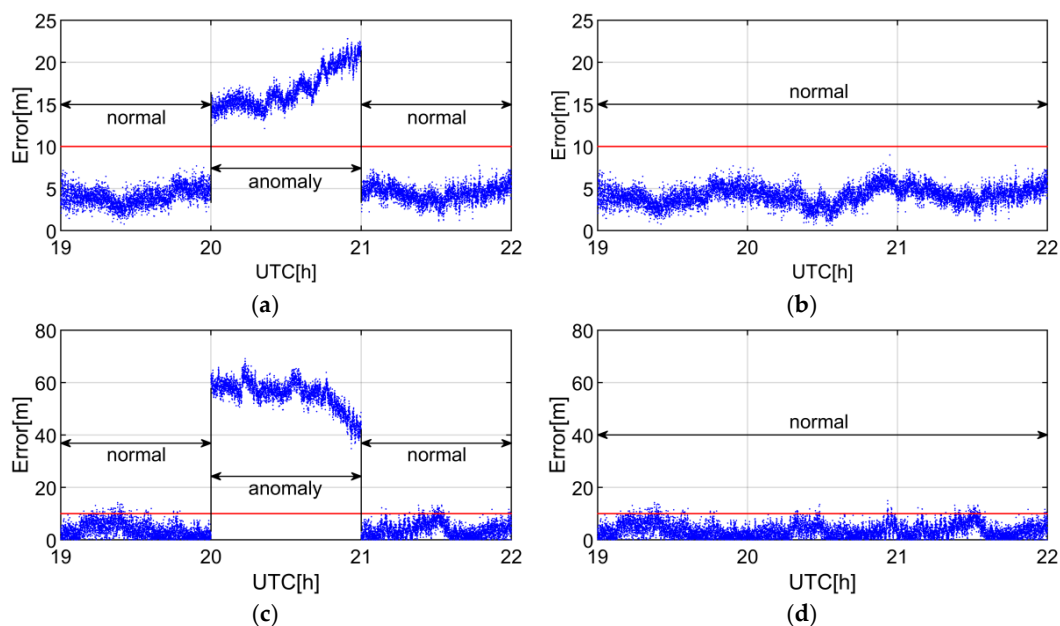 25
20
15
10
5
0
Error[m]
normal
normal
anomaly
19
20
21
22
UTC[h]
(a)
25
20
15
10
5
0
Error[m]
normal
19
20
21
22
UTC[h]
(b)
80
60
40
20
0
Error[m]
normal
normal
anomaly
19
20
21
22
UTC[h]
(c)
80
60
40
20
0
Error[m]
normal
19
20
21
22
UTC[h]
(d)